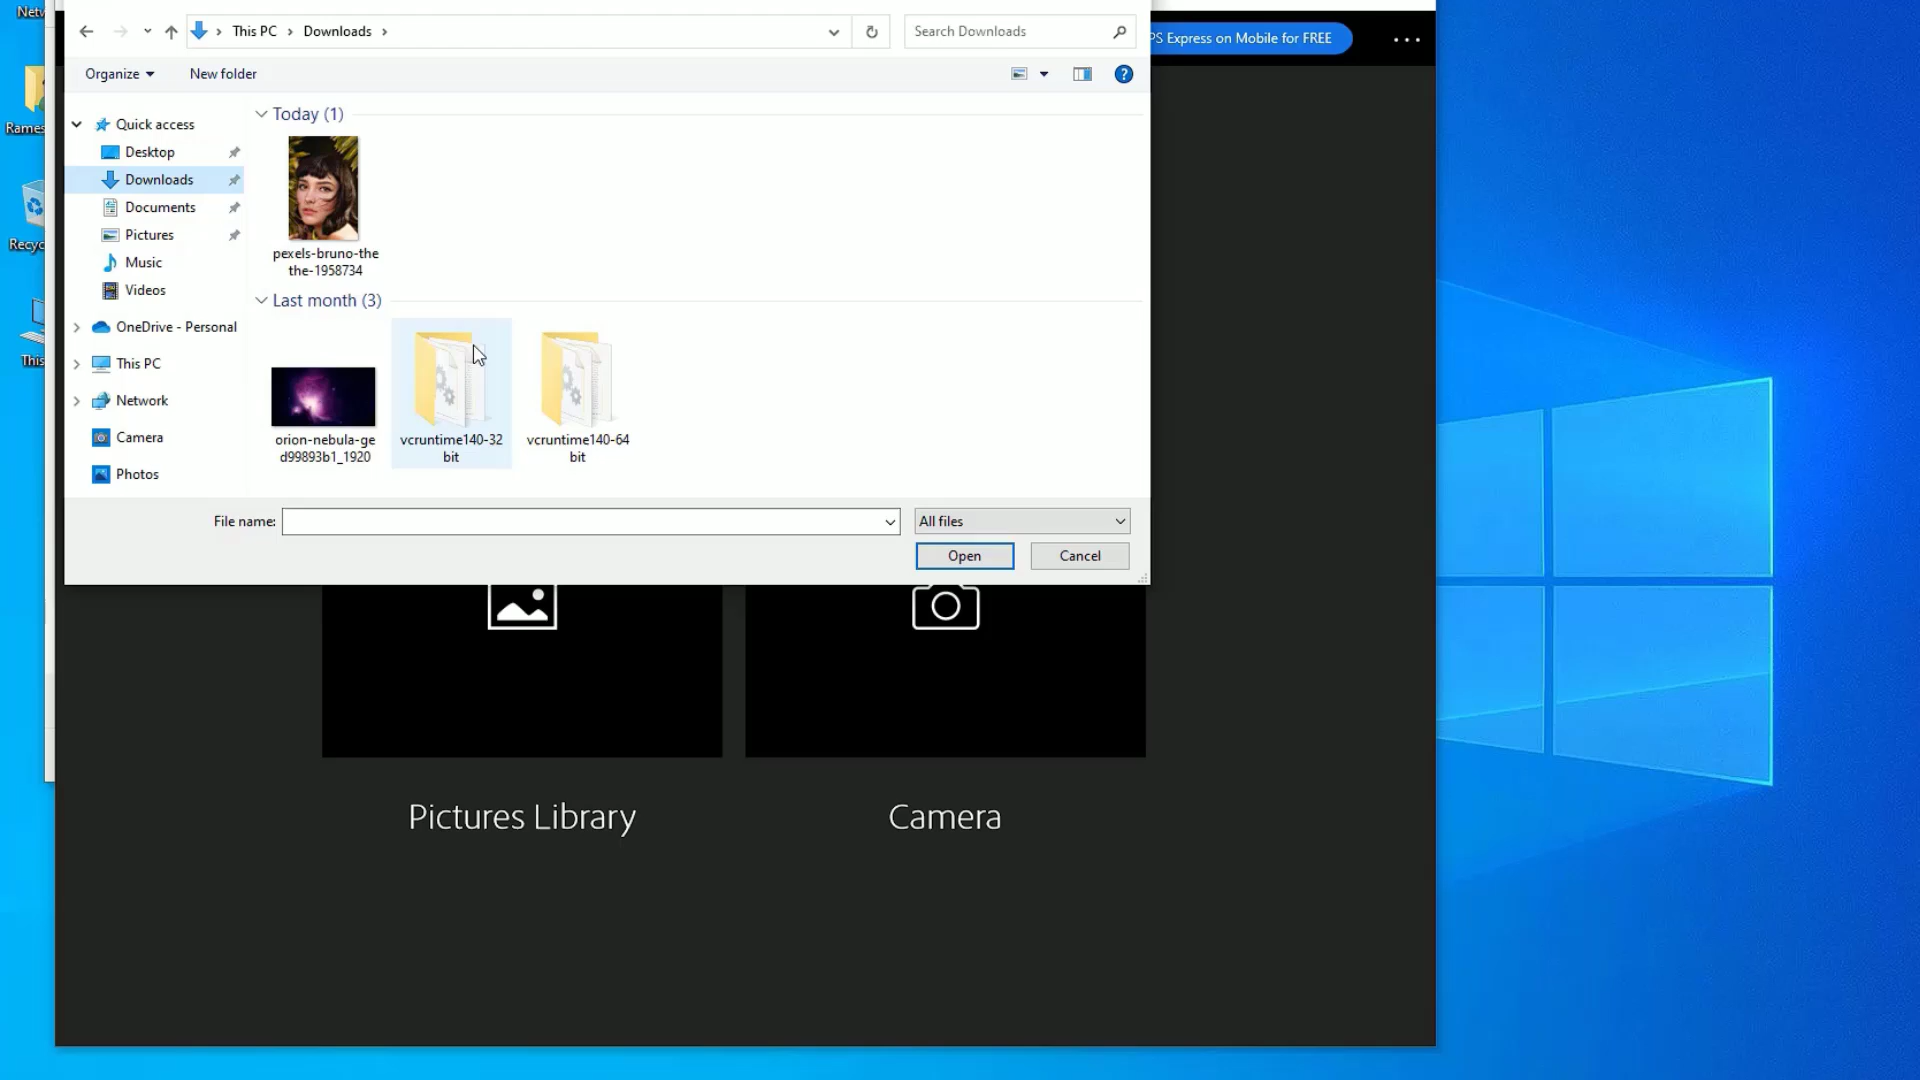 Netw
This PC
Downloads
Search Downloads
PS Express on Mobile for FREE
Organize
New folder
Today (1)
Quick access
Desktop
Downloads
Documents
Pictures
Music
Videos
OneDrive - Personal
This PC
Network
Camera
Photos
pexels-bruno-the
the-1958734
Last month (3)
orion-nebula-ge
d99893b1_1920
vcruntime140-32
bit
vcruntime140-64
bit
Rames
Recyc
This
File name:
All files
Open
Cancel
Pictures Library
Camera